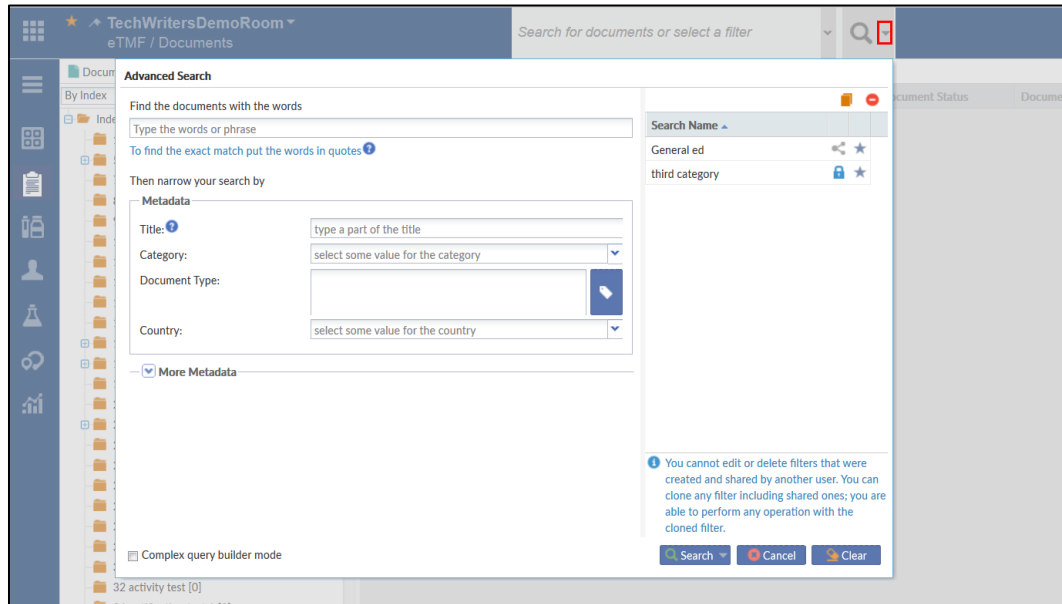 TechWritersDemoRoom
eTMF / Documents
Search for documents or select a filter
Docum
By Index
Inde
cument Status
Docume
Advanced Search
Find the documents with the words
Type the words or phrase
To find the exact match put the words in quotes
Then narrow your search by
Metadata
Title:
type a part of the title
Category:
select some value for the category
Document Type:
Country:
select some value for the country
More Metadata
Search Name
General ed
third category
You cannot edit or delete filters that were
created and shared by another user. You can
clone any filter including shared ones; you are
able to perform any operation with the
cloned filter.
Complex query builder mode
Search
Cancel
Clear
32 activity test [0]